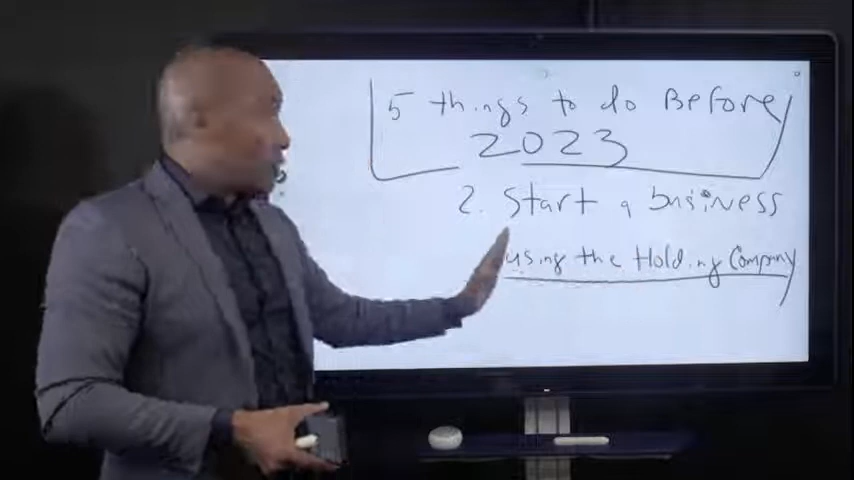 5 things to do Before
2023
2. Start a business
using the Holding Company